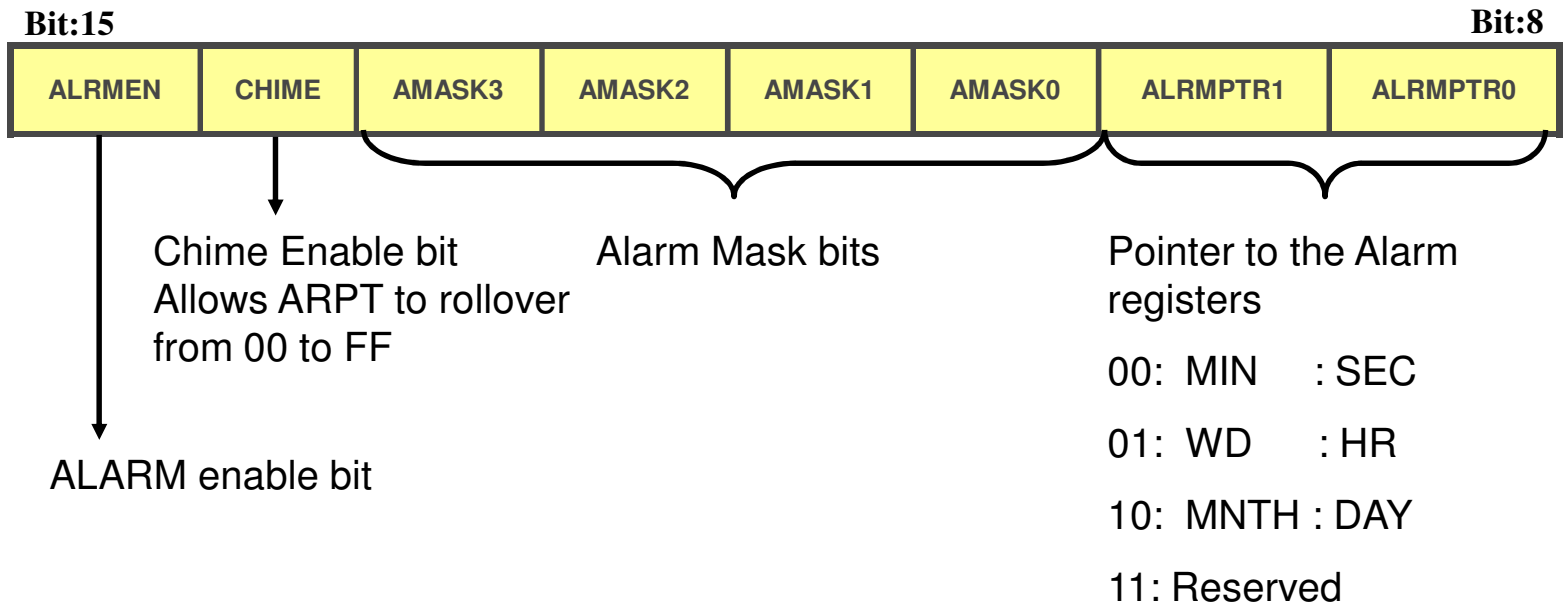 Bit:15 Bit:8
ALRMEN CHIME AMASK3 AMASK2 AMASK1 AMASK0 ALRMPTR1 ALRMPTR0
Chime Enable bit
Allows ARPT to rollover
from 00 to FF
Alarm Mask bits
Pointer to the Alarm
registers
00: MIN : SEC
01: WD : HR
10: MNTH : DAY
11: Reserved
ALARM enable bit